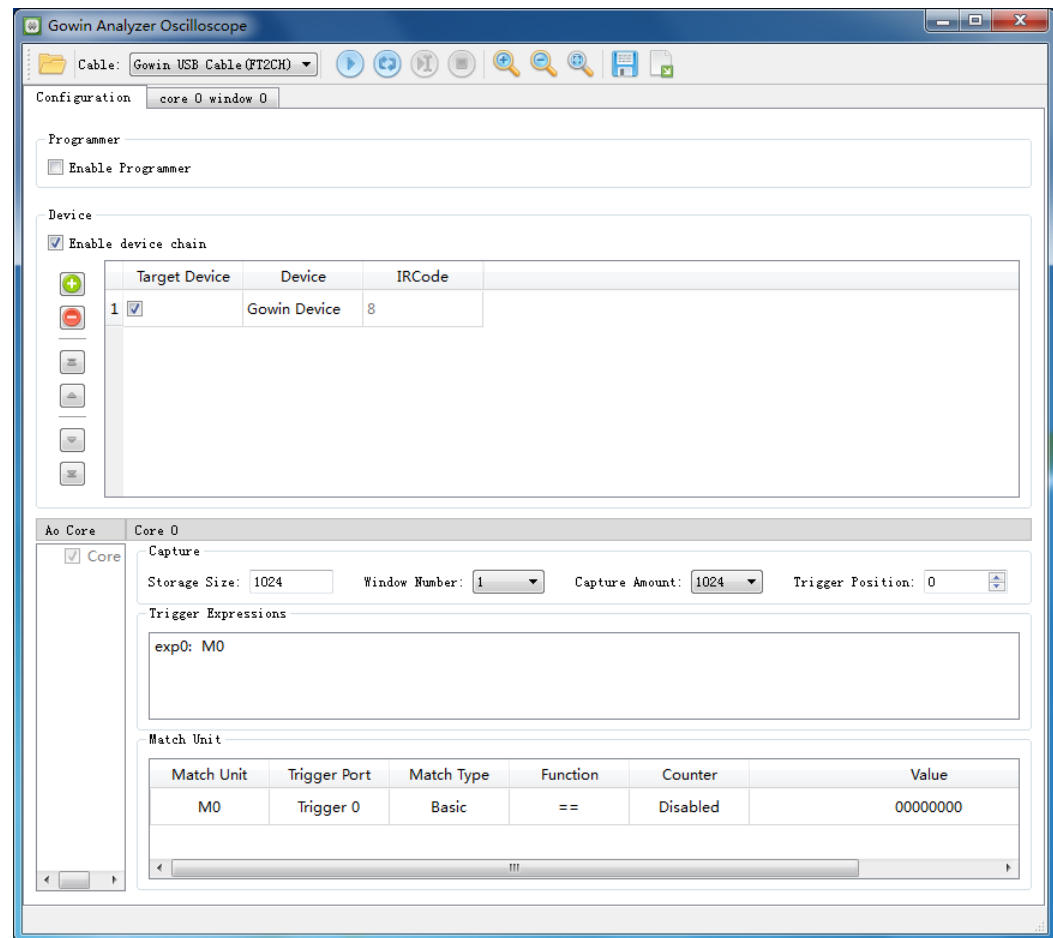 Gowin Analyzer Oscilloscope
Cable: Gowin USB Cable(FT2CH)
Configuration core 0 window 0
Programmer
Enable Programmer
Device
Enable device chain
Target Device Device IRCode
1 Gowin Device 8
Ao Core Core 0
Core
Capture
Storage Size: 1024 Window Number: 1 Capture Amount: 1024 Trigger Position: 0
Trigger Expressions
exp0: M0
Match Unit
Match Unit Trigger Port Match Type Function Counter Value
M0 Trigger 0 Basic == Disabled 00000000